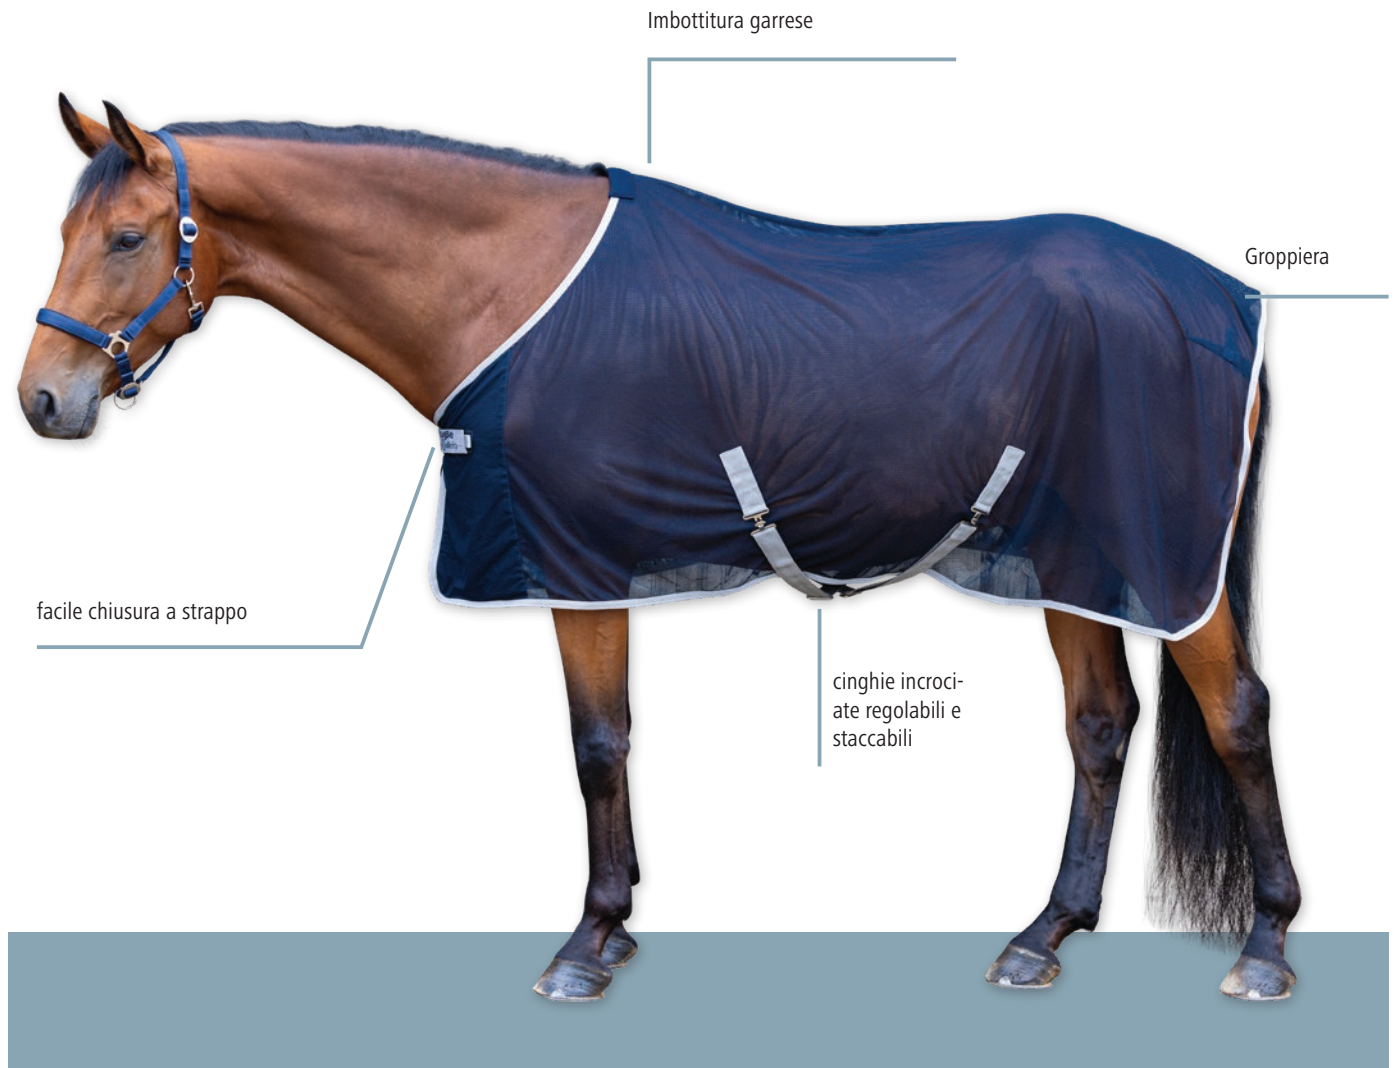 Imbottitura garrese
Groppiera
facile chiusura a strappo
cinghie incroci-
ate regolabili e
staccabili